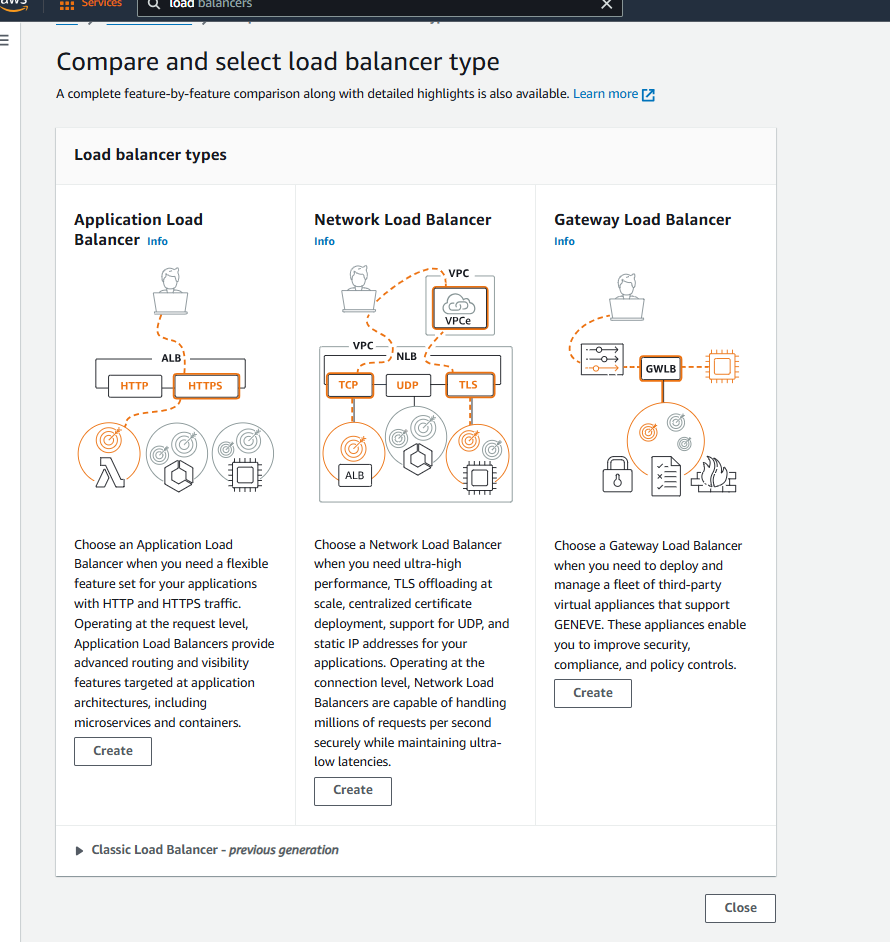 aws
Services
load balancers
Compare and select load balancer type
A complete feature-by-feature comparison along with detailed highlights is also available. Learn more
Load balancer types
Application Load
Balancer Info
ALB
HTTP
HTTPS
Choose an Application Load
Balancer when you need a flexible
feature set for your applications
with HTTP and HTTPS traffic.
Operating at the request level,
Application Load Balancers provide
advanced routing and visibility
features targeted at application
architectures, including
microservices and containers.
Create
Network Load Balancer
Info
VPC
VPCe
VPC
NLB
TCP
UDP
TLS
ALB
Choose a Network Load Balancer
when you need ultra-high
performance, TLS offloading at
scale, centralized certificate
deployment, support for UDP, and
static IP addresses for your
applications. Operating at the
connection level, Network Load
Balancers are capable of handling
millions of requests per second
securely while maintaining ultra-
low latencies.
Create
Gateway Load Balancer
Info
GWLB
Choose a Gateway Load Balancer
when you need to deploy and
manage a fleet of third-party
virtual appliances that support
GENEVE. These appliances enable
you to improve security,
compliance, and policy controls.
Create
Classic Load Balancer - previous generation
Close